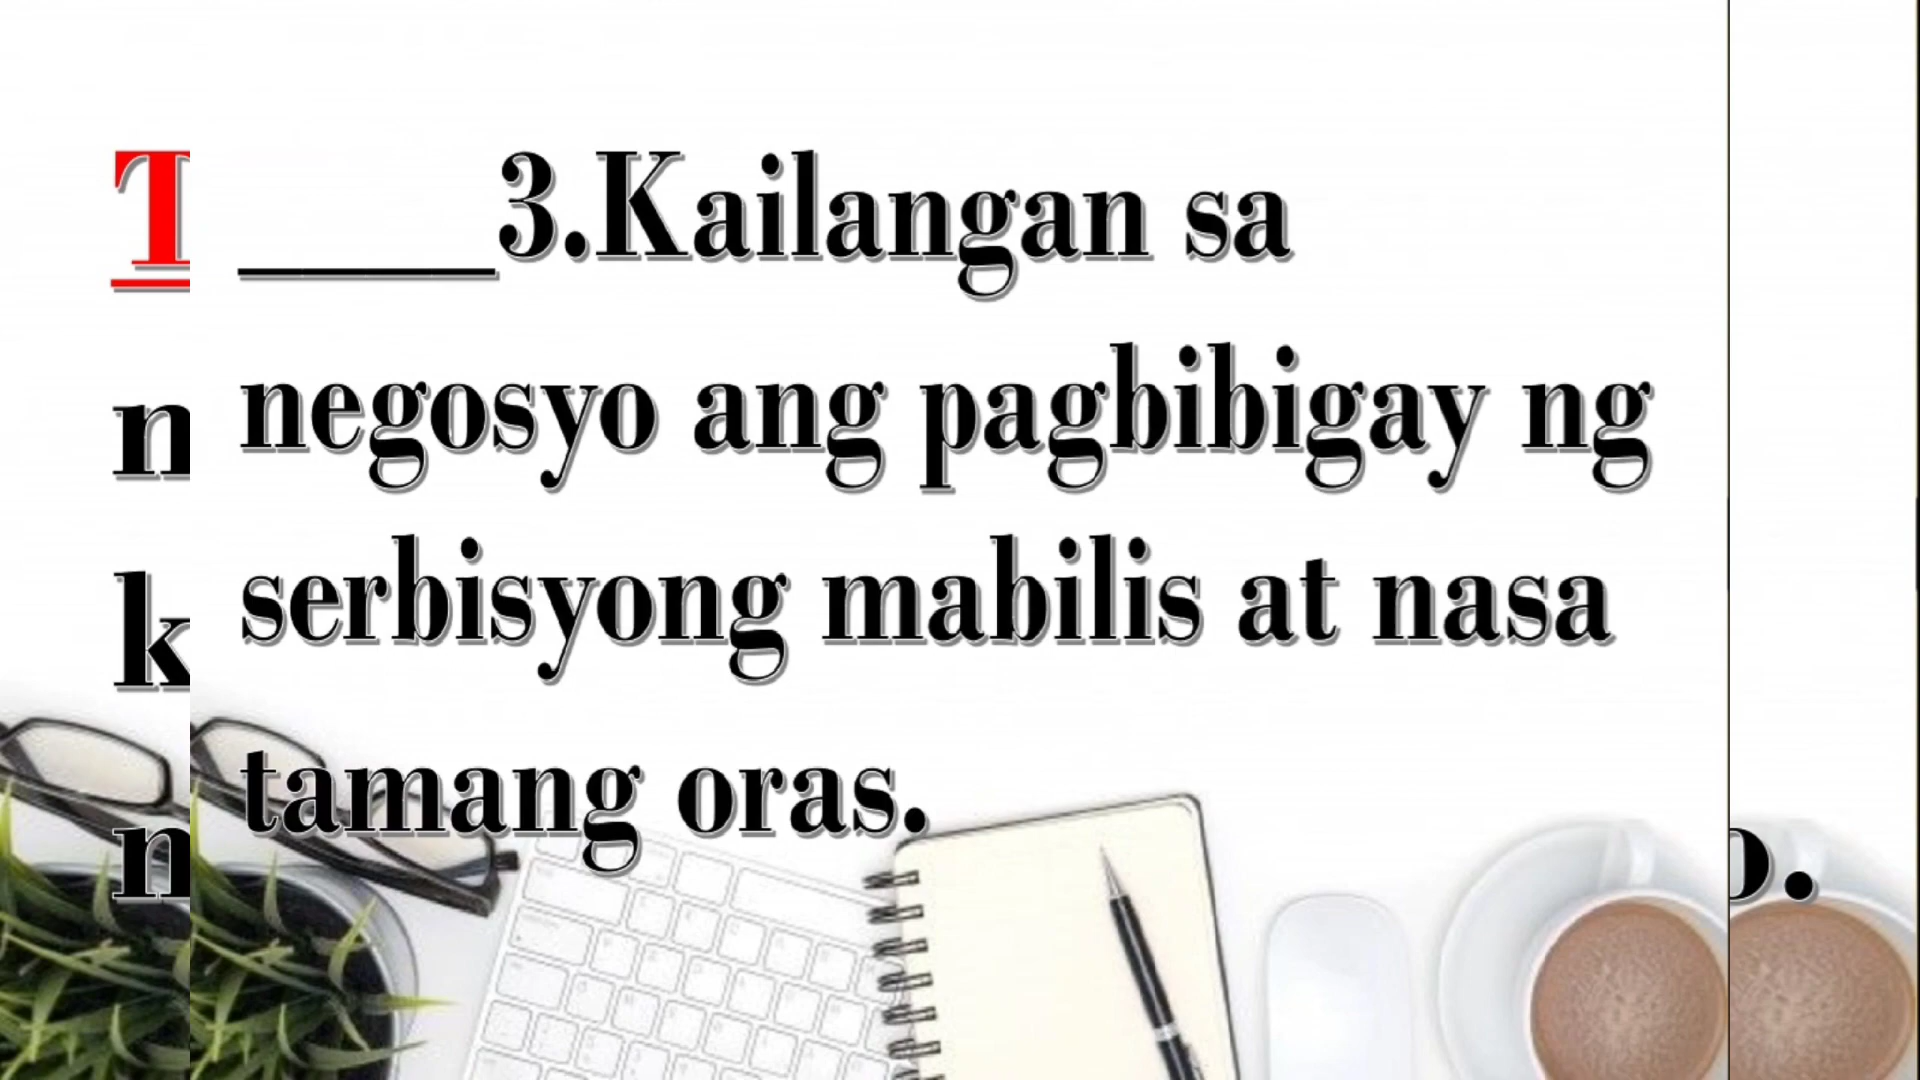 T ____3.Kailangan sa
n negosyo ang pagbibigay ng
k serbisyong mabilis at nasa
n tamang oras. o.